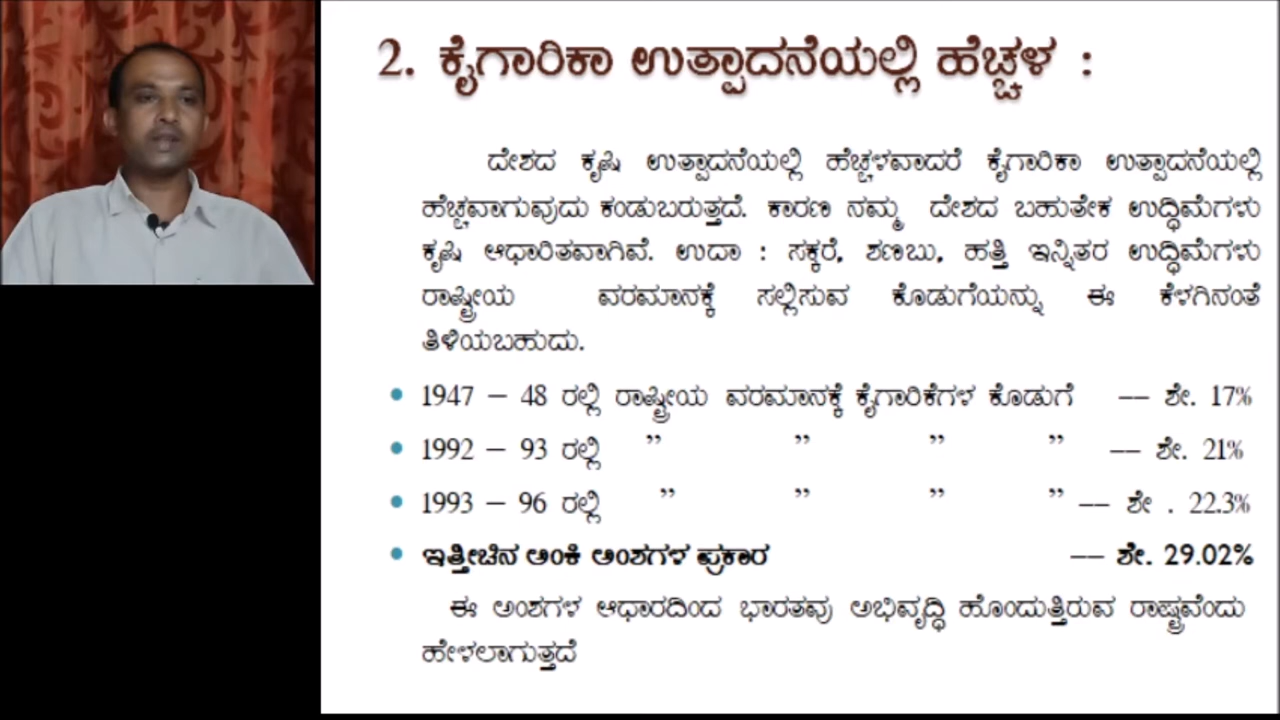 2. ಕೈಗಾರಿಕಾ ಉತ್ಪಾದನೆಯಲ್ಲಿ ಹೆಚ್ಚಳ :
ದೇಶದ ಕೃಷಿ ಉತ್ಪಾದನೆಯಲ್ಲಿ ಹೆಚ್ಚಳವಾದರೆ ಕೈಗಾರಿಕಾ ಉತ್ಪಾದನೆಯಲ್ಲಿ
ಹೆಚ್ಚವಾಗುವುದು ಕಂಡುಬರುತ್ತದೆ. ಕಾರಣ ನಮ್ಮ ದೇಶದ ಬಹುತೇಕ ಉದ್ಧಿಮೆಗಳು
ಕೃಷಿ ಆಧಾರಿತವಾಗಿವೆ. ಉದಾ : ಸಕ್ಕರೆ, ಶಣಬು, ಹತ್ತಿ ಇನ್ನಿತರ ಉದ್ಧಿಮೆಗಳು
ರಾಷ್ಟ್ರೀಯ ವರಮಾನಕ್ಕೆ ಸಲ್ಲಿಸುವ ಕೊಡುಗೆಯನ್ನು ಈ ಕೆಳಗಿನಂತೆ
ತಿಳಿಯಬಹುದು.
• 1947 – 48 ರಲ್ಲಿ ರಾಷ್ಟ್ರೀಯ ವರಮಾನಕ್ಕೆ ಕೈಗಾರಿಕೆಗಳ ಕೊಡುಗೆ –– ಶೇ. 17%
• 1992 – 93 ರಲ್ಲಿ ” ” ” ” –– ಶೇ. 21%
• 1993 – 96 ರಲ್ಲಿ ” ” ” ” –– ಶೇ . 22.3%
• ಇತ್ತೀಚಿನ ಅಂಕಿ ಅಂಶಗಳ ಪ್ರಕಾರ –– ಶೇ. 29.02%
ಈ ಅಂಶಗಳ ಆಧಾರದಿಂದ ಭಾರತವು ಅಭಿವೃದ್ಧಿ ಹೊಂದುತ್ತಿರುವ ರಾಷ್ಟ್ರವೆಂದು
ಹೇಳಲಾಗುತ್ತದೆ